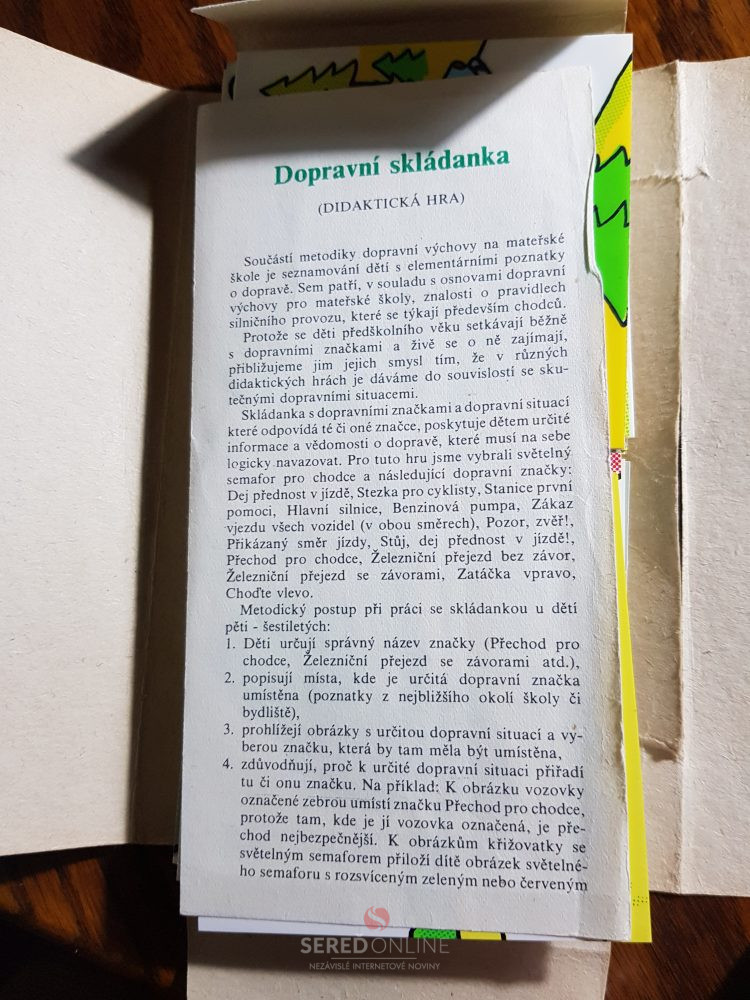 Dopravní skládanka
(DIDAKTICKÁ HRA)
Součástí metodiky dopravní výchovy na mateřské
škole je seznamování dětí s elementárními poznatky
o dopravě. Sem patří, v souladu s osnovami dopravní
výchovy pro mateřské školy, znalosti o pravidlech
silničního provozu, které se týkají především chodců.
Protože se děti předškolního věku setkávají běžně
s dopravními značkami a živě se o ně zajímají,
přibližujeme jim jejich smysl tím, že v různých
didaktických hrách je dáváme do souvislostí se sku-
tečnými dopravními situacemi.
Skládanka s dopravními značkami a dopravní situací
které odpovídá té či oné značce, poskytuje dětem určité
informace a vědomosti o dopravě, které musí na sebe
logicky navazovat. Pro tuto hru jsme vybrali světelný
semafor pro chodce a následující dopravní značky:
Dej přednost v jízdě, Stezka pro cyklisty, Stanice první
pomoci, Hlavní silnice, Benzinová pumpa, Zákaz
vjezdu všech vozidel (v obou směrech), Pozor, zvěř!,
Přikázaný směr jízdy, Stůj, dej přednost v jízdě!,
Přechod pro chodce, Železniční přejezd bez závor,
Železniční přejezd se závorami, Zatáčka vpravo,
Choďte vlevo.
Metodický postup při práci se skládankou u dětí
pěti - šestiletých:
1. Děti určují správný název značky (Přechod pro
chodce, Železniční přejezd se závorami atd.),
2. popisují místa, kde je určitá dopravní značka
umístěna (poznatky z nejbližšího okolí školy či
bydliště),
3. prohlížejí obrázky s určitou dopravní situací a vy-
berou značku, která by tam měla být umístěna,
4. zdůvodňují, proč k určité dopravní situaci přiřadí
tu či onu značku. Na příklad: K obrázku vozovky
označené zebrou umístí značku Přechod pro chodce,
protože tam, kde je jí vozovka označená, je pře-
chod nejbezpečnější. K obrázkům křižovatky se
světelným semaforem přiloží dítě obrázek světelné-
ho semaforu s rozsvíceným zeleným nebo červeným
SEREĎONLINE
NEZÁVISLÉ INTERNETOVÉ NOVINY